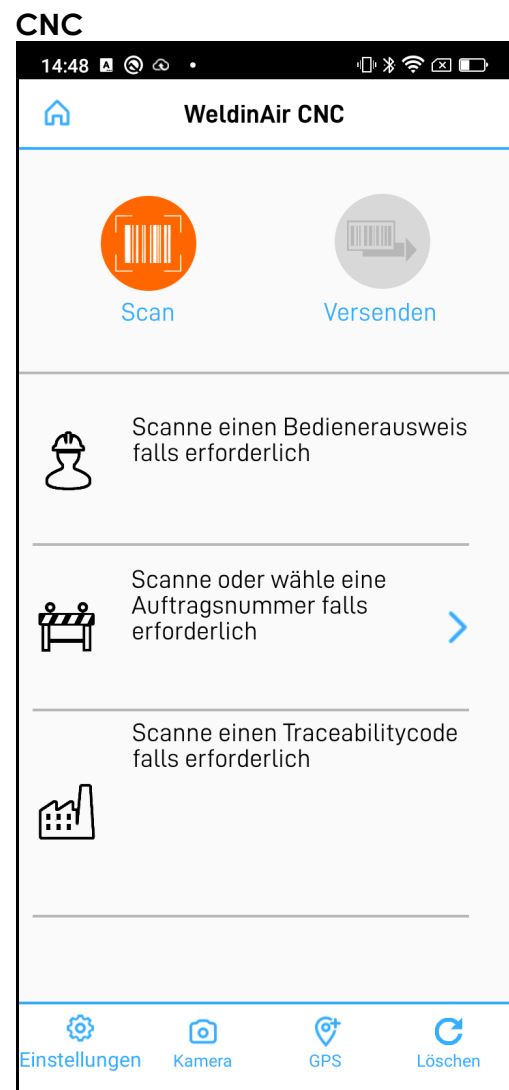 CNC
14:48
WeldinAir CNC
Scan
Versenden
Scanne einen Bedienerausweis
falls erforderlich
Scanne oder wähle eine
Auftragsnummer falls
erforderlich
Scanne einen Traceabilitycode
falls erforderlich
Einstellungen
Kamera
GPS
Löschen